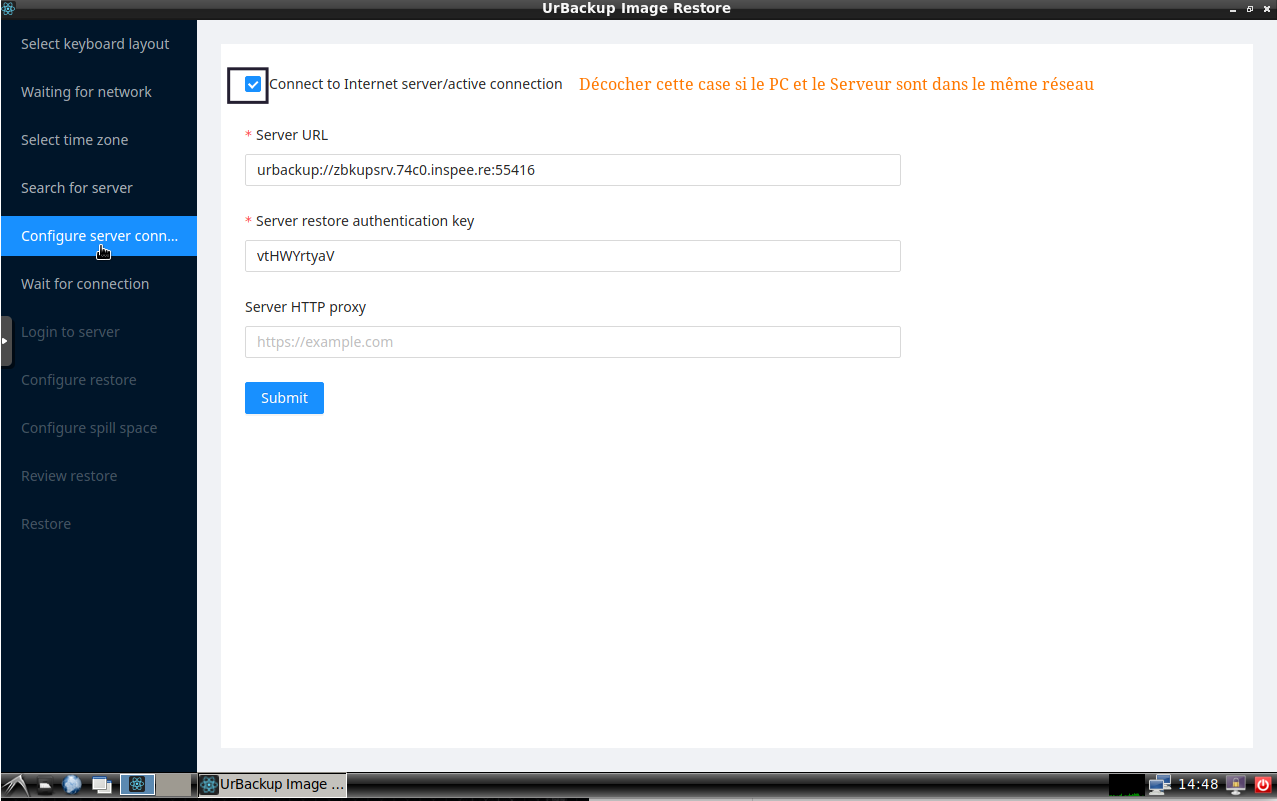 UrBackup Image Restore
Select keyboard layout
Waiting for network
Select time zone
Search for server
Configure server conn...
Wait for connection
Login to server
Configure restore
Configure spill space
Review restore
Restore
Connect to Internet server/active connection
Décocher cette case si le PC et le Serveur sont dans le même réseau
* Server URL
urbackup://zbkupsrv.74c0.inspee.re:55416
* Server restore authentication key
vtHWYrtyaV
Server HTTP proxy
https://example.com
Submit
UrBackup Image ...
14:48